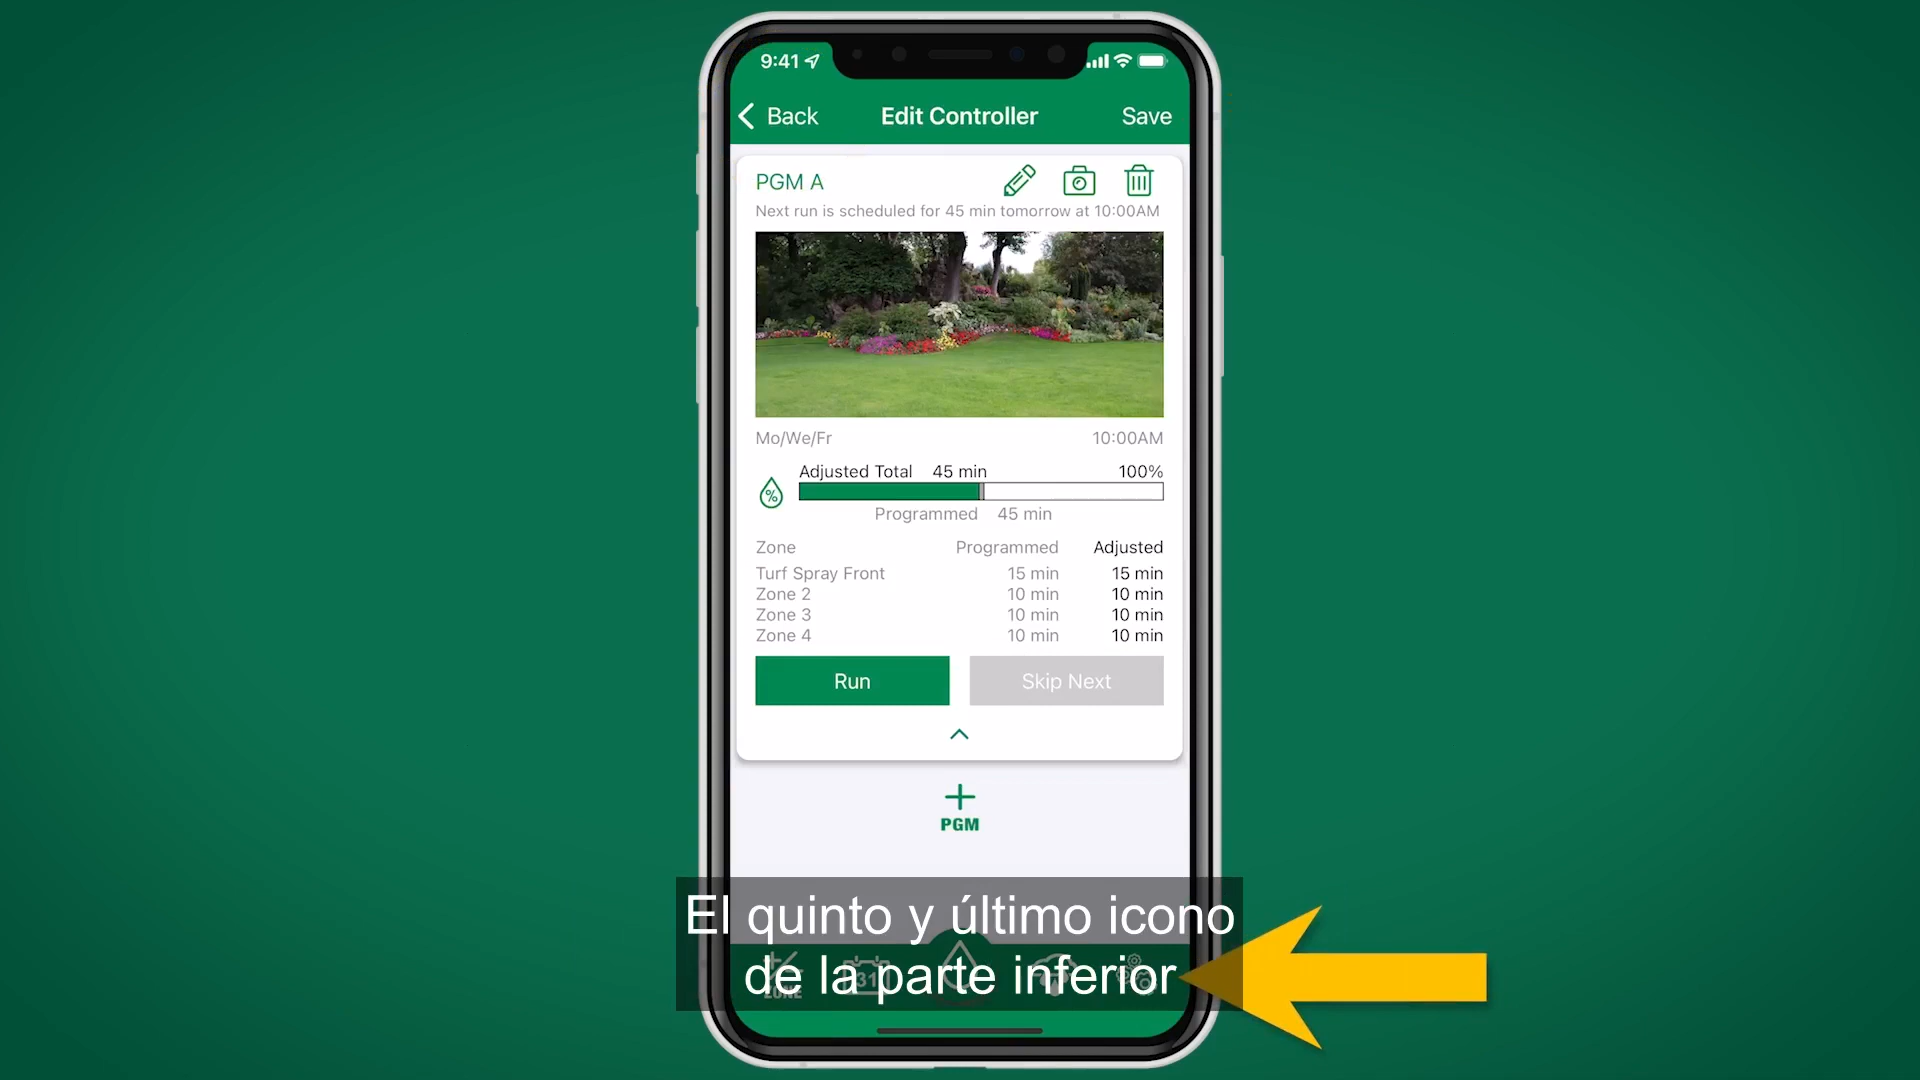 9:41
Back Edit Controller Save
PGM A
Next run is scheduled for 45 min tomorrow at 10:00AM
Mo/We/Fr 10:00AM
Adjusted Total 45 min 100%
%
Programmed 45 min
Zone Programmed Adjusted
Turf Spray Front 15 min 15 min
Zone 2 10 min 10 min
Zone 3 10 min 10 min
Zone 4 10 min 10 min
Run Skip Next
PGM
El quinto y último icono
de la parte inferior
31
ZONE